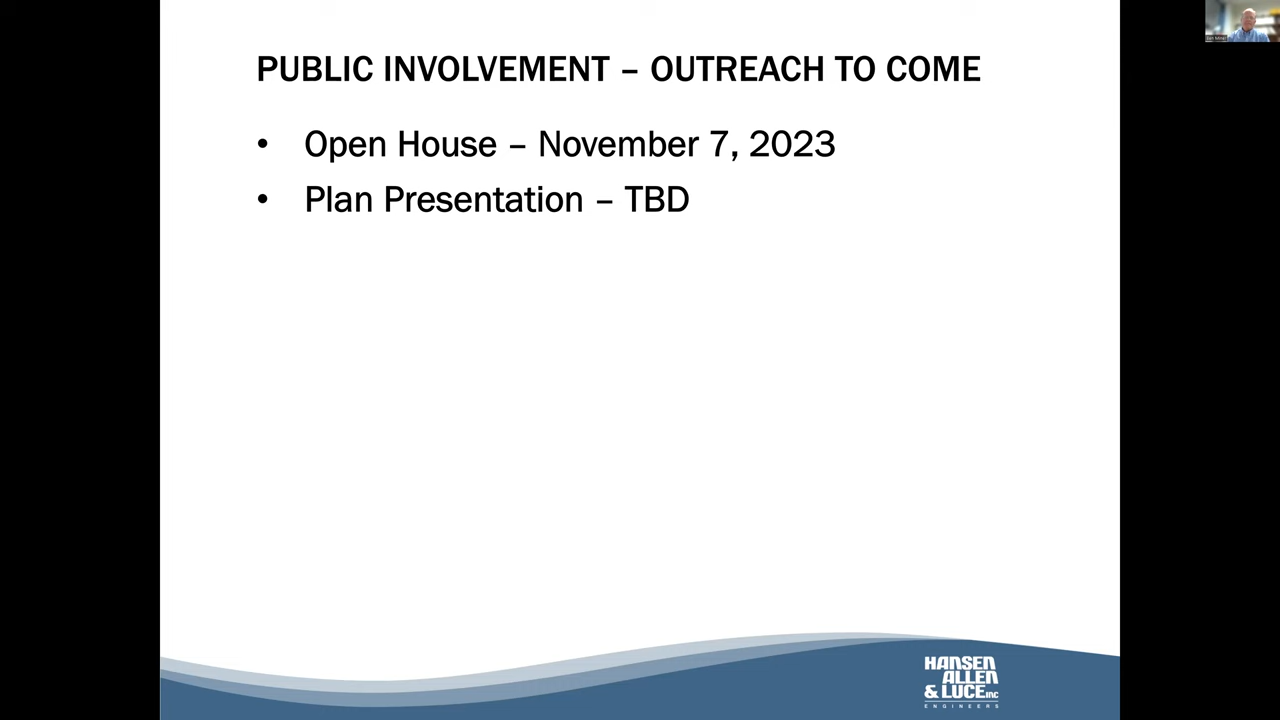 PUBLIC INVOLVEMENT – OUTREACH TO COME
• Open House – November 7, 2023
• Plan Presentation – TBD
HANSEN
ALLEN
& LUCE INC
ENGINEERS